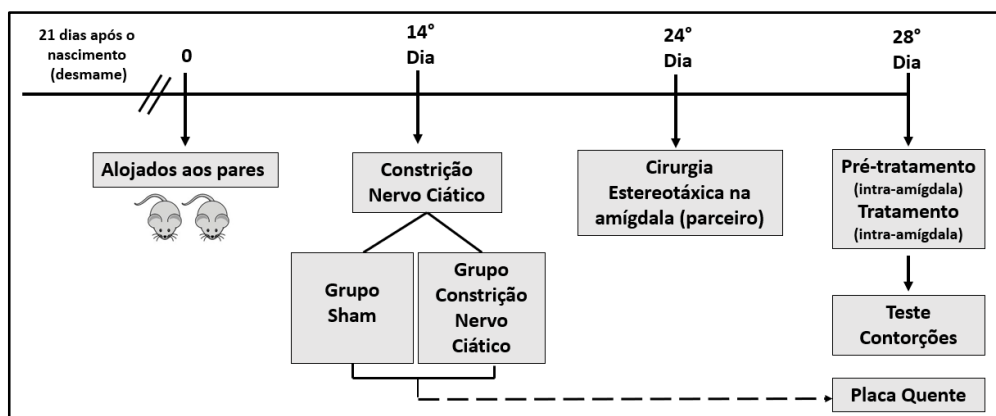 21 dias após o
nascimento
(desmame)
0
14°
Dia
24°
Dia
28°
Dia
Alojados aos pares
Constrição
Nervo Ciático
Cirurgia
Estereotáxica na
amígdala (parceiro)
Pré-tratamento
(intra-amígdala)
Tratamento
(intra-amígdala)
Grupo
Sham
Grupo
Constrição
Nervo
Ciático
Teste
Contorções
Placa Quente